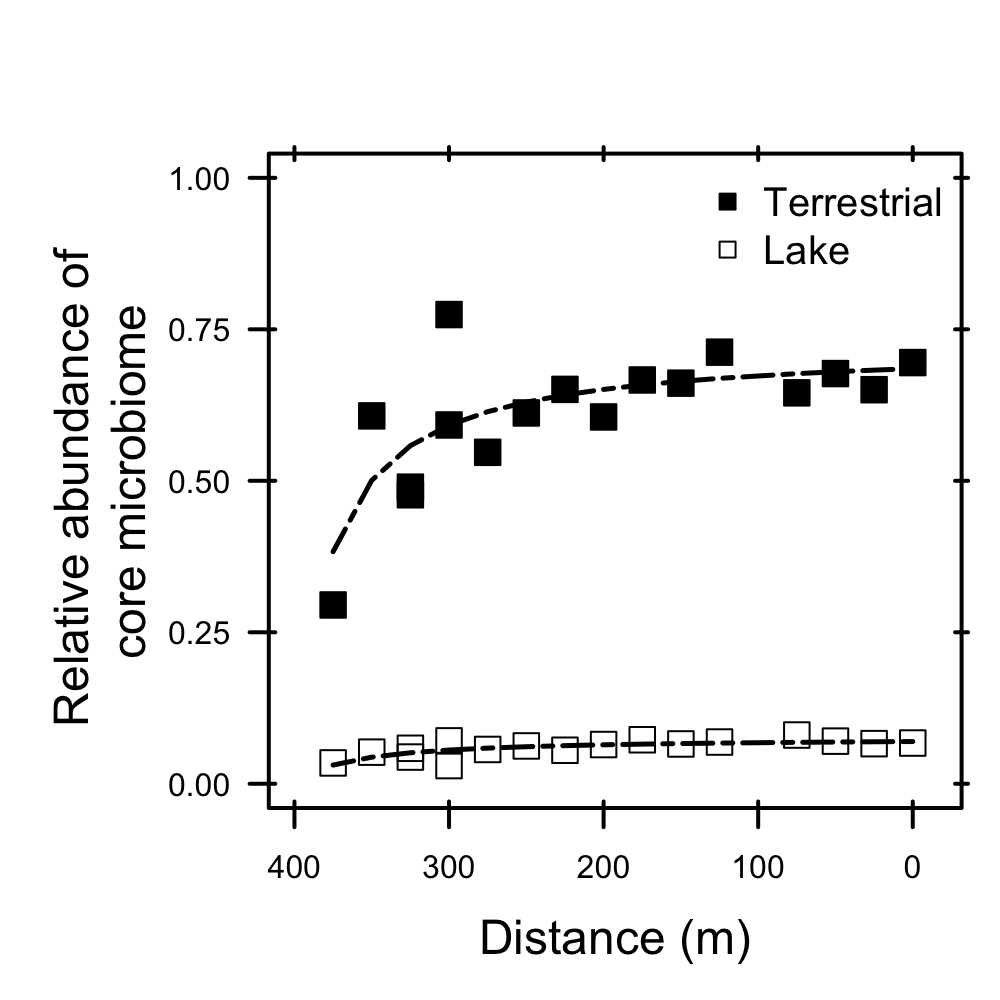 Relative abundance of
core microbiome
1.00
0.75
0.50
0.25
0.00
Terrestrial
Lake
400 300 200 100 0
Distance (m)